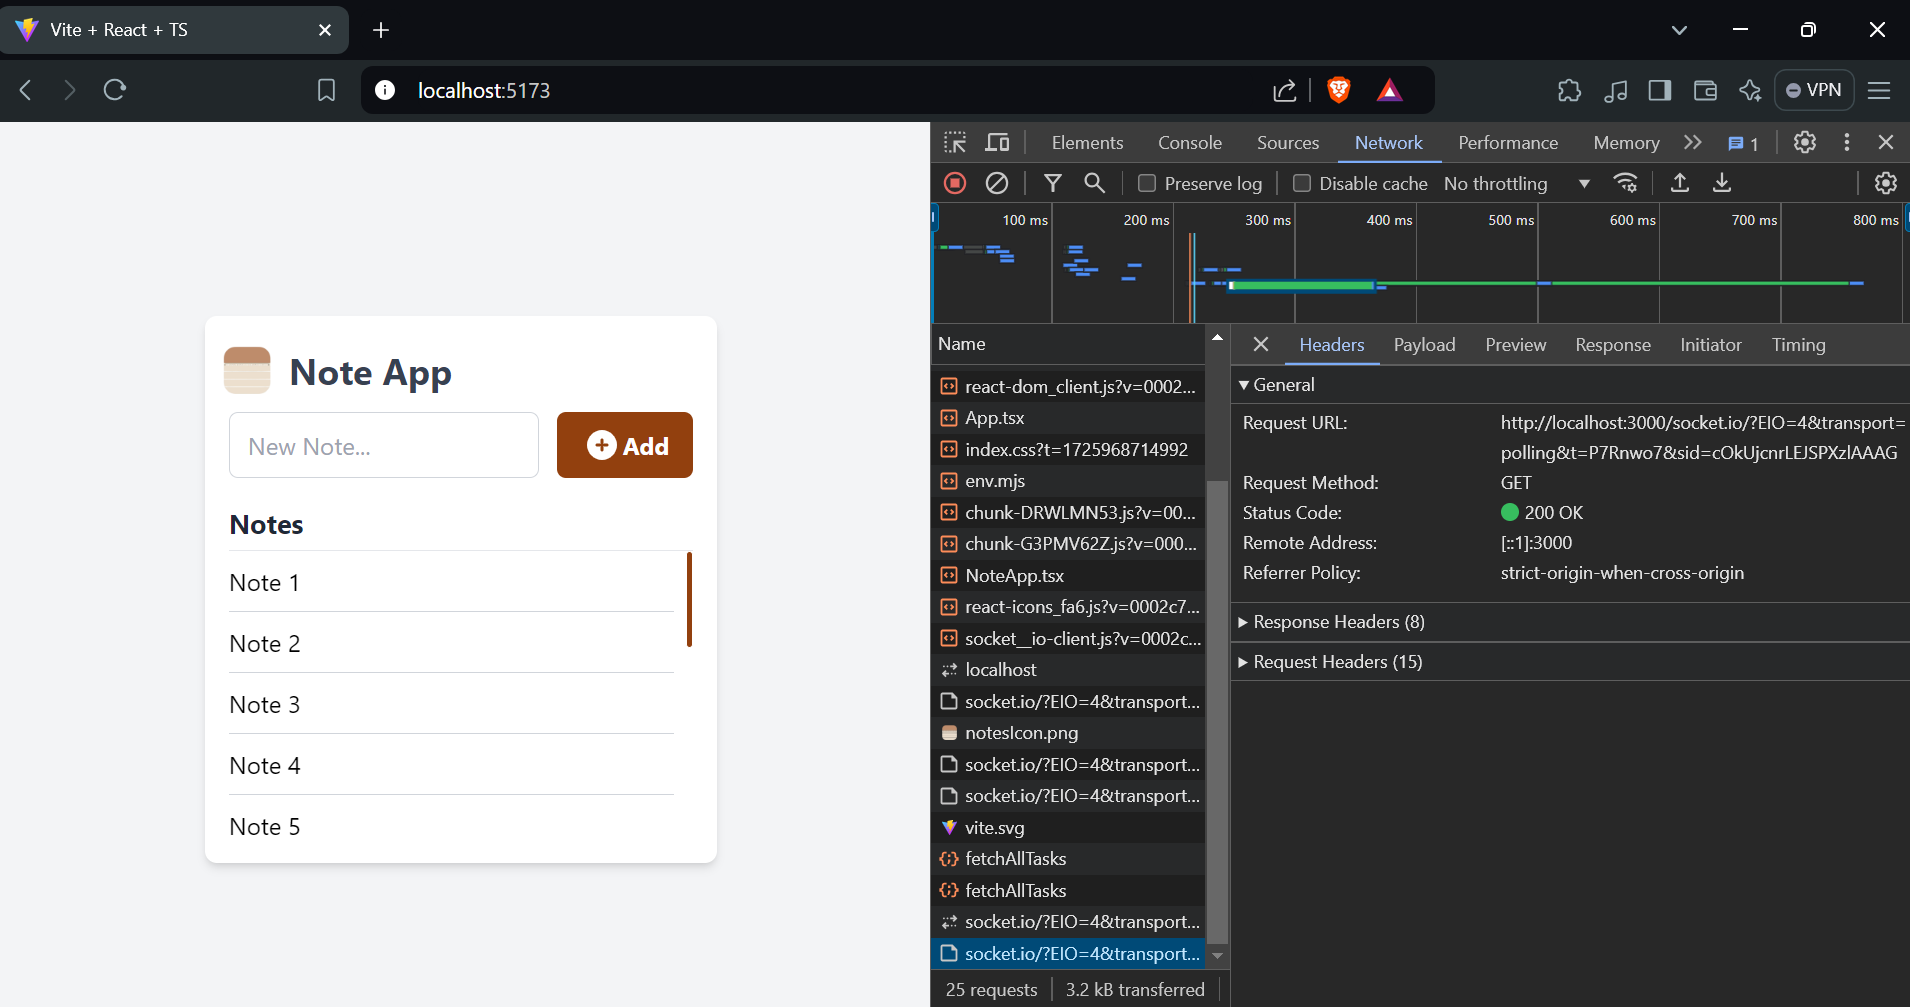 Vite + React + TS
localhost:5173
VPN
Note App
New Note...
Add
Notes
Note 1
Note 2
Note 3
Note 4
Note 5
Elements Console Sources Network Performance Memory 1
Preserve log Disable cache No throttling
100 ms 200 ms 300 ms 400 ms 500 ms 600 ms 700 ms 800 ms
Name
react-dom_client.js?v=0002...
App.tsx
index.css?t=1725968714992
env.mjs
chunk-DRWLMN53.js?v=00...
chunk-G3PMV62Z.js?v=000...
NoteApp.tsx
react-icons_fa6.js?v=0002c7...
socket__io-client.js?v=0002c...
localhost
socket.io/?EIO=4&transport...
notesIcon.png
socket.io/?EIO=4&transport...
socket.io/?EIO=4&transport...
vite.svg
fetchAllTasks
fetchAllTasks
socket.io/?EIO=4&transport...
socket.io/?EIO=4&transport...
25 requests 3.2 kB transferred
Headers Payload Preview Response Initiator Timing
General
Request URL: http://localhost:3000/socket.io/?EIO=4&transport=
polling&t=P7Rnwo7&sid=cOkUjcnrLEJSPXzlAAAG
Request Method: GET
Status Code: 200 OK
Remote Address: [::1]:3000
Referrer Policy: strict-origin-when-cross-origin
Response Headers (8)
Request Headers (15)